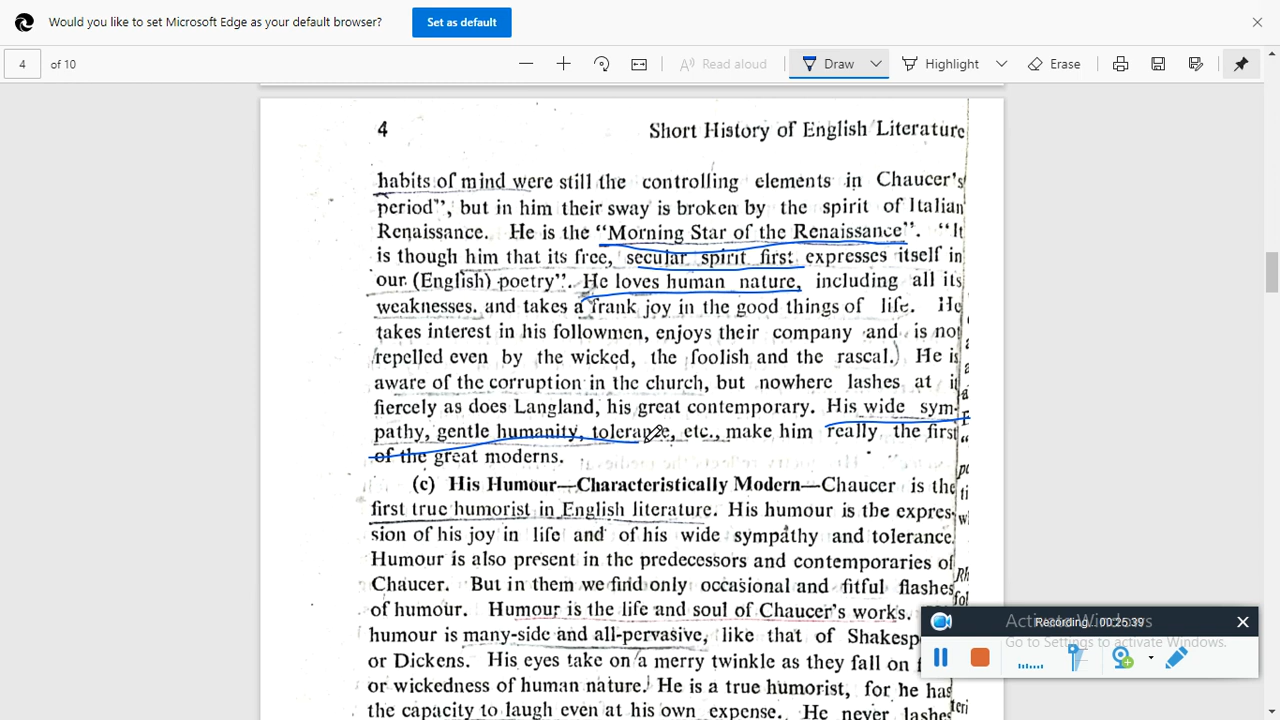 Would you like to set Microsoft Edge as your default browser? Set as default
4 of 10 Read aloud Draw Highlight Erase
4 Short History of English Literature
habits of mind were still the controlling elements in Chaucer's
period", but in him their sway is broken by the spirit of Italian
Renaissance. He is the "Morning Star of the Renaissance". "It
is though him that its free, secular spirit first expresses itself in
our (English) poetry". He loves human nature, including all its
weaknesses. and takes a frank joy in the good things of life. He
takes interest in his followmen, enjoys their company and is not
repelled even by the wicked, the foolish and the rascal.) He is
aware of the corruption in the church, but nowhere lashes at i
fiercely as does Langland, his great contemporary. His wide sym-
pathy, gentle humanity, tolerance, etc., make him really the first
of the great moderns.
(c) His Humour—Characteristically Modern—Chaucer is the
first true humorist in English literature. His humour is the expres-
sion of his joy in life and of his wide sympathy and tolerance.
Humour is also present in the predecessors and contemporaries of
Chaucer. But in them we find only occasional and fitful flashes
of humour. Humour is the life and soul of Chaucer's works.
humour is many-side and all-pervasive, like that of Shakesp
or Dickens. His eyes take on a merry twinkle as they fall on
or wickedness of human nature. He is a true humorist, for he has
the capacity to laugh even at his own expense. He never lashes
Activate Windows
Go to Settings to activate Windows.
Recording... 00:25:39